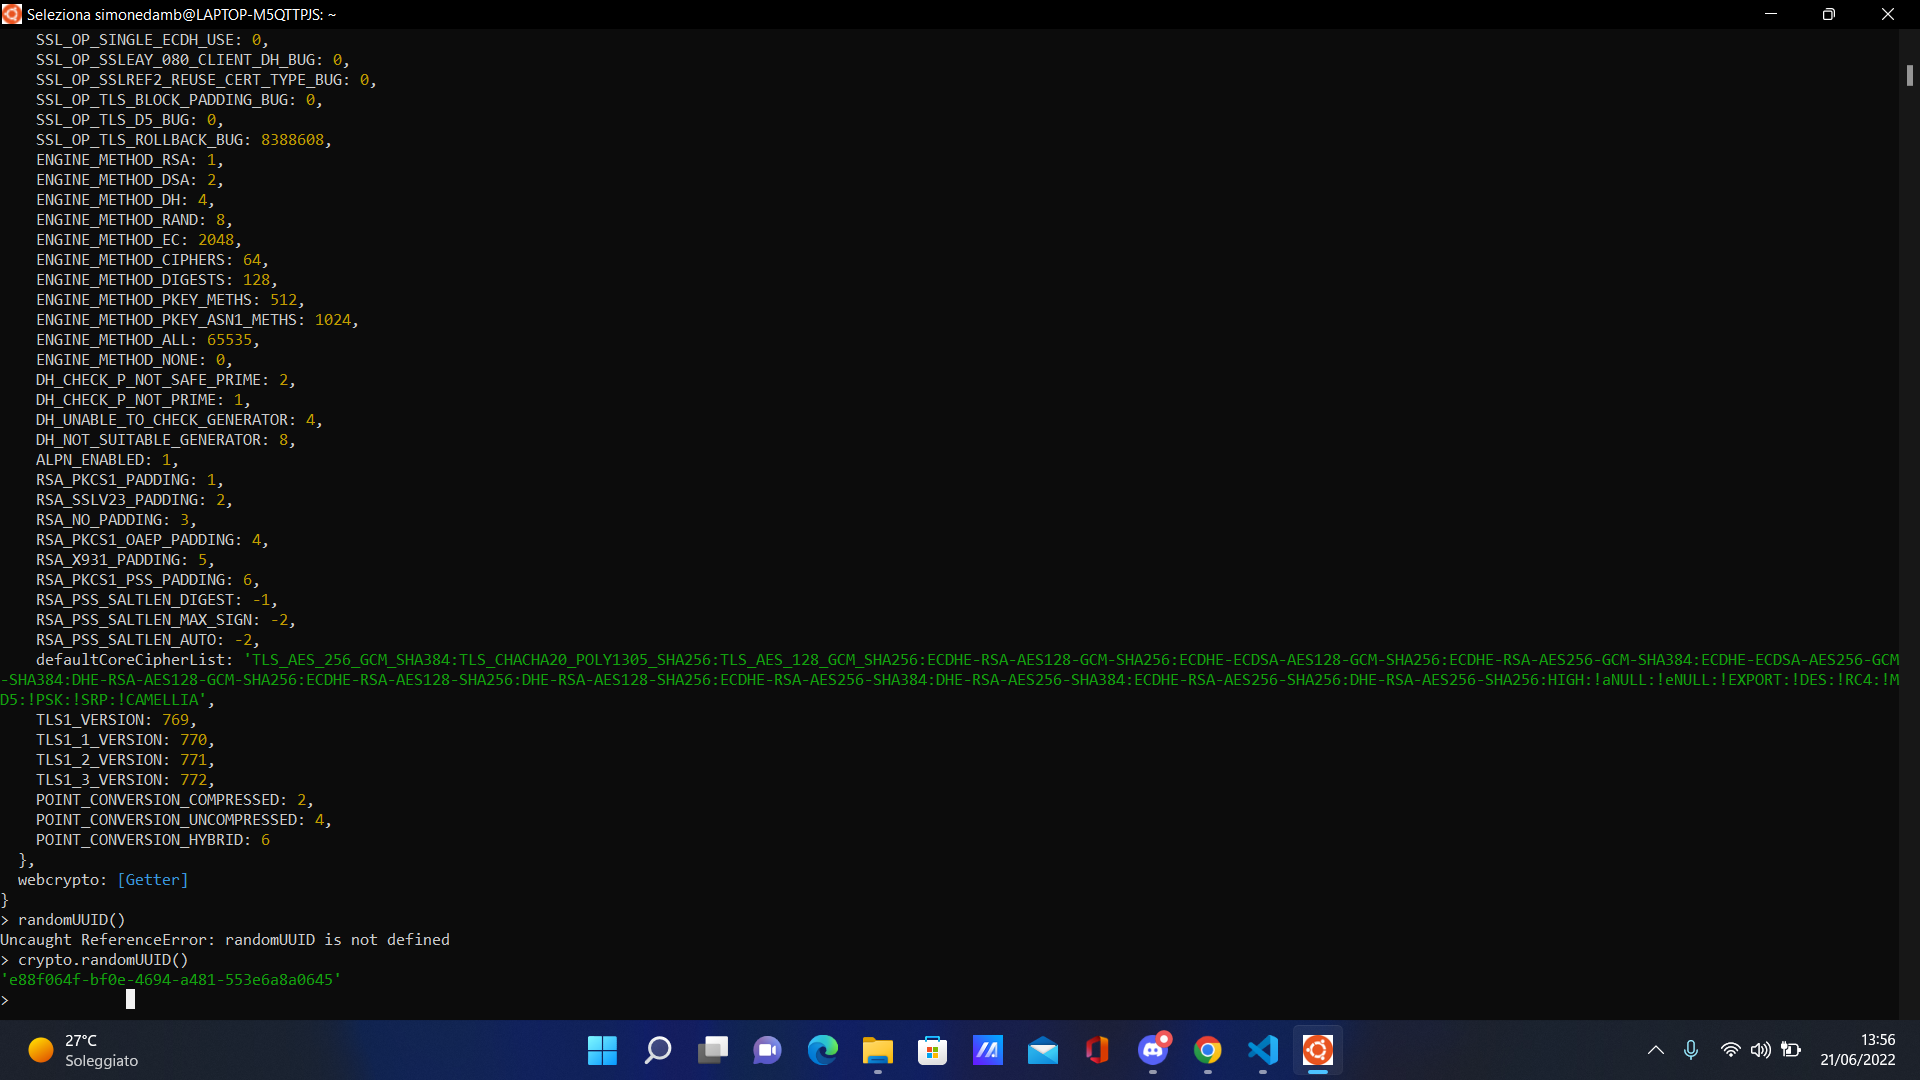 Seleziona simonedamb@LAPTOP-M5QTTPJS: ~
SSL_OP_SINGLE_ECDH_USE: 0,
SSL_OP_SSLEAY_080_CLIENT_DH_BUG: 0,
SSL_OP_SSLREF2_REUSE_CERT_TYPE_BUG: 0,
SSL_OP_TLS_BLOCK_PADDING_BUG: 0,
SSL_OP_TLS_D5_BUG: 0,
SSL_OP_TLS_ROLLBACK_BUG: 8388608,
ENGINE_METHOD_RSA: 1,
ENGINE_METHOD_DSA: 2,
ENGINE_METHOD_DH: 4,
ENGINE_METHOD_RAND: 8,
ENGINE_METHOD_EC: 2048,
ENGINE_METHOD_CIPHERS: 64,
ENGINE_METHOD_DIGESTS: 128,
ENGINE_METHOD_PKEY_METHS: 512,
ENGINE_METHOD_PKEY_ASN1_METHS: 1024,
ENGINE_METHOD_ALL: 65535,
ENGINE_METHOD_NONE: 0,
DH_CHECK_P_NOT_SAFE_PRIME: 2,
DH_CHECK_P_NOT_PRIME: 1,
DH_UNABLE_TO_CHECK_GENERATOR: 4,
DH_NOT_SUITABLE_GENERATOR: 8,
ALPN_ENABLED: 1,
RSA_PKCS1_PADDING: 1,
RSA_SSLV23_PADDING: 2,
RSA_NO_PADDING: 3,
RSA_PKCS1_OAEP_PADDING: 4,
RSA_X931_PADDING: 5,
RSA_PKCS1_PSS_PADDING: 6,
RSA_PSS_SALTLEN_DIGEST: -1,
RSA_PSS_SALTLEN_MAX_SIGN: -2,
RSA_PSS_SALTLEN_AUTO: -2,
defaultCoreCipherList: 'TLS_AES_256_GCM_SHA384:TLS_CHACHA20_POLY1305_SHA256:TLS_AES_128_GCM_SHA256:ECDHE-RSA-AES128-GCM-SHA256:ECDHE-ECDSA-AES128-GCM-SHA256:ECDHE-RSA-AES256-GCM-SHA384:ECDHE-ECDSA-AES256-GCM
-SHA384:DHE-RSA-AES128-GCM-SHA256:ECDHE-RSA-AES128-SHA256:DHE-RSA-AES128-SHA256:ECDHE-RSA-AES256-SHA384:DHE-RSA-AES256-SHA384:ECDHE-RSA-AES256-SHA256:DHE-RSA-AES256-SHA256:HIGH:!aNULL:!eNULL:!EXPORT:!DES:!RC4:!M
D5:!PSK:!SRP:!CAMELLIA',
TLS1_VERSION: 769,
TLS1_1_VERSION: 770,
TLS1_2_VERSION: 771,
TLS1_3_VERSION: 772,
POINT_CONVERSION_COMPRESSED: 2,
POINT_CONVERSION_UNCOMPRESSED: 4,
POINT_CONVERSION_HYBRID: 6
},
webcrypto: [Getter]
}
> randomUUID()
Uncaught ReferenceError: randomUUID is not defined
> crypto.randomUUID()
'e88f064f-bf0e-4694-a481-553e6a8a0645'
>
27°C
Soleggiato
13:56
21/06/2022